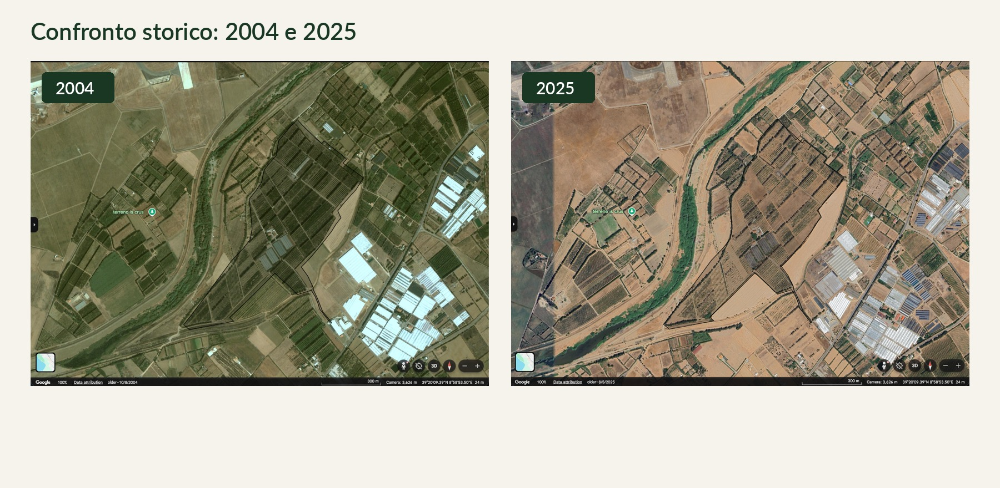 Confronto storico: 2004 e 2025
2004
terreno is crus
3D
Google 100% Data attribution older–10/8/2004 300 m Camera: 3,626 m 39°20'09.39"N 8°58'53.50"E 24 m
2025
terreno is crus
3D
Google 100% Data attribution older–8/5/2025 300 m Camera: 3,626 m 39°20'09.39"N 8°58'53.50"E 24 m